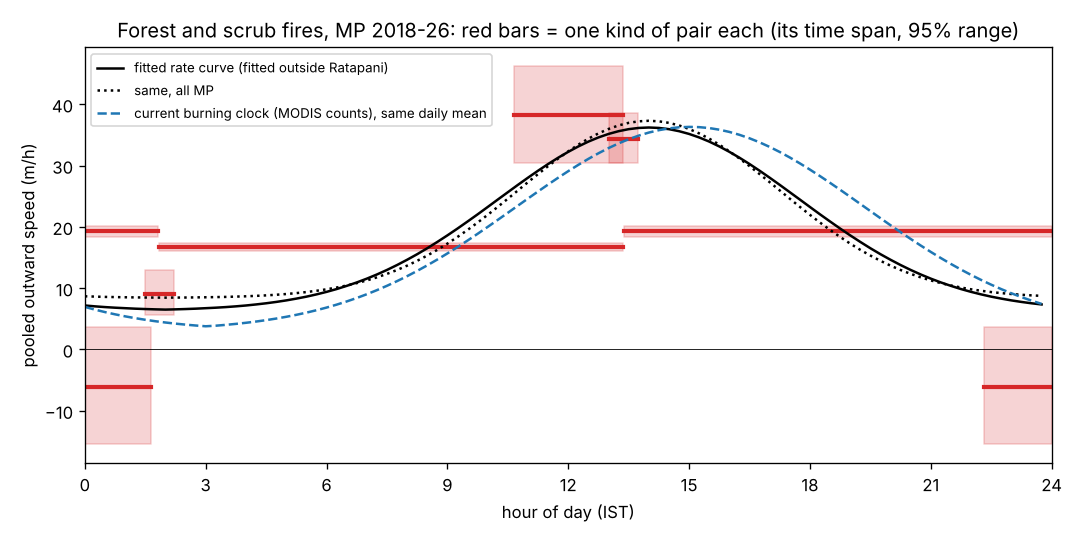 Forest and scrub fires, MP 2018-26: red bars = one kind of pair each (its time span, 95% range)
fitted rate curve (fitted outside Ratapani)
same, all MP
current burning clock (MODIS counts), same daily mean
pooled outward speed (m/h)
40
30
20
10
0
−10
0 3 6 9 12 15 18 21 24
hour of day (IST)